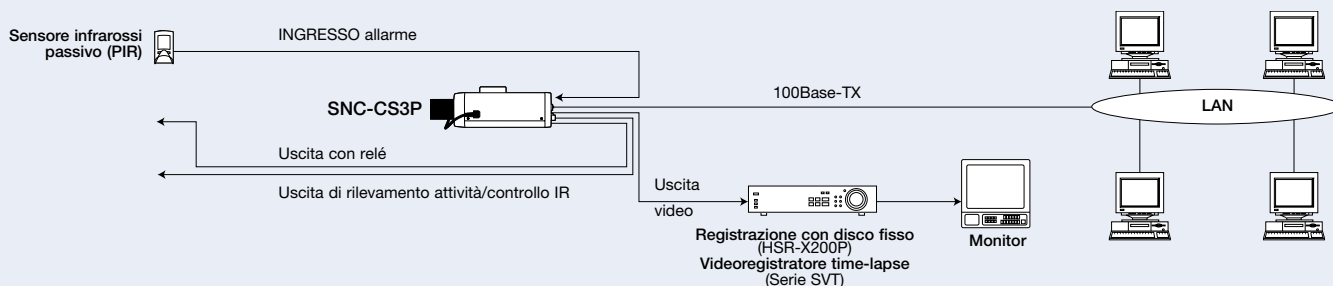 Sensore infrarossi
passivo (PIR)
INGRESSO allarme
SNC-CS3P
100Base-TX
LAN
Uscita con relé
Uscita di rilevamento attività/controllo IR
Uscita
video
Registrazione con disco fisso
(HSR-X200P)
Videoregistratore time-lapse
(Serie SVT)
Monitor